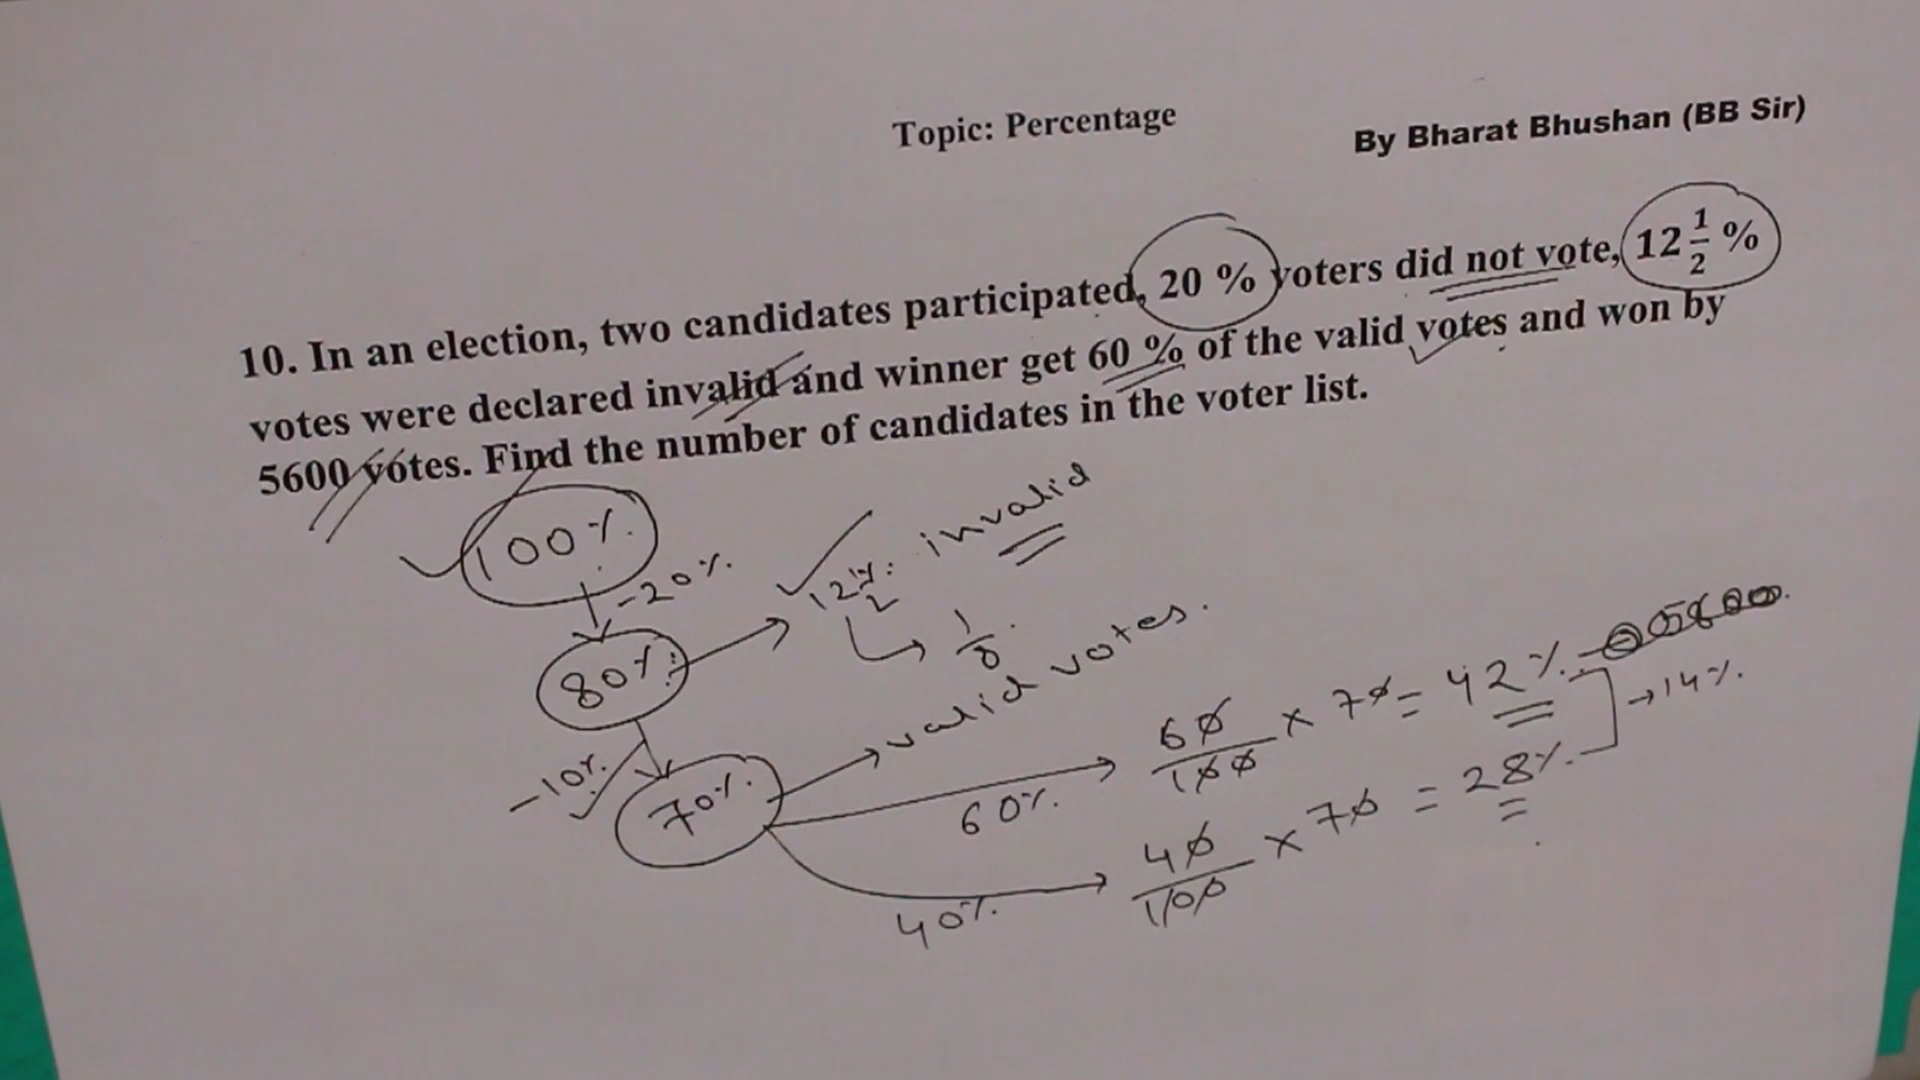 Topic: Percentage
By Bharat Bhushan (BB Sir)
10. In an election, two candidates participated, 20 % voters did not vote, 12 1/2 %
votes were declared invalid and winner get 60 % of the valid votes and won by
5600 votes. Find the number of candidates in the voter list.
100%
-20%
80%
12 1/2 % invalid
1/8
-10%
70%
valid votes.
60%
60/100 × 70 = 42%
14%
40%
40/100 × 70 = 28%